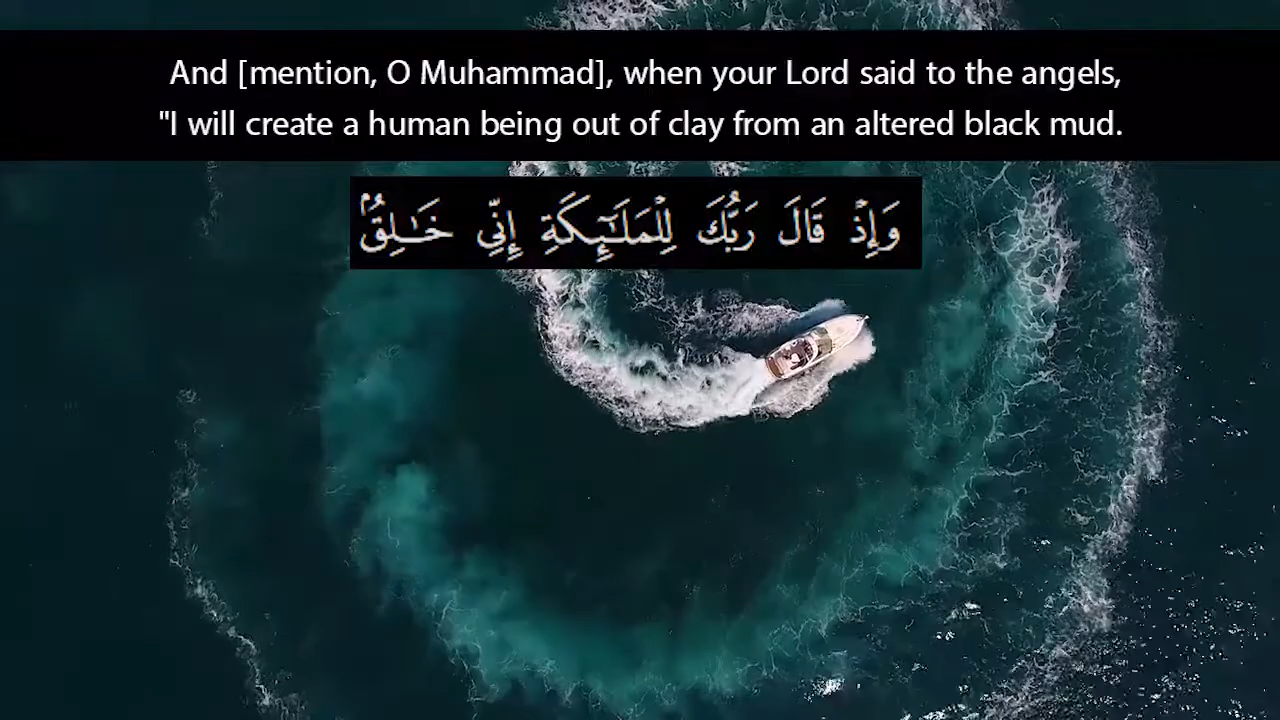 And [mention, O Muhammad], when your Lord said to the angels,
"I will create a human being out of clay from an altered black mud.
وَإِذْ قَالَ رَبُّكَ لِلْمَلَـٰٓئِكَةِ إِنِّى خَـٰلِقٌۢ